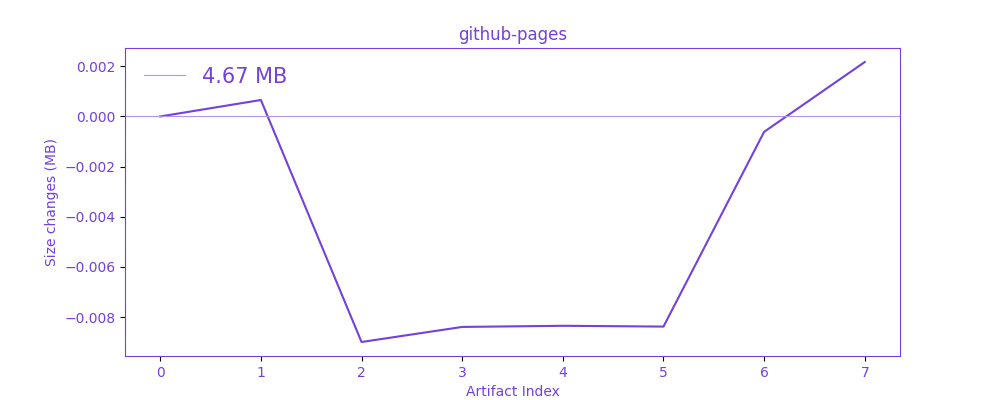 github-pages
4.67 MB
0.002
0.000
−0.002
−0.004
−0.006
−0.008
Size changes (MB)
0 1 2 3 4 5 6 7
Artifact Index